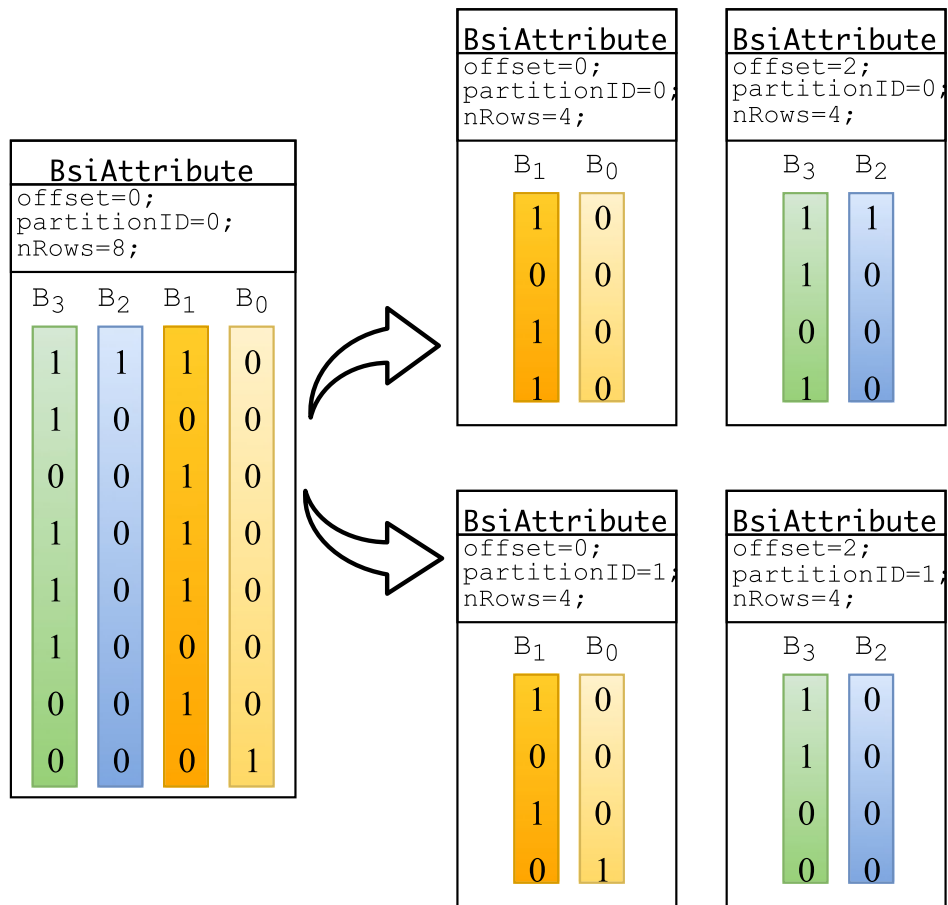 BsiAttribute
offset=0;
partitionID=0;
nRows=8;
B3 B2 B1 B0
1 1 1 0
1 0 0 0
0 0 1 0
1 0 1 0
1 0 1 0
1 0 0 0
0 0 1 0
0 0 0 1
BsiAttribute
offset=0;
partitionID=0;
nRows=4;
B1 B0
1 0
0 0
1 0
1 0
BsiAttribute
offset=2;
partitionID=0;
nRows=4;
B3 B2
1 1
1 0
0 0
1 0
BsiAttribute
offset=0;
partitionID=1;
nRows=4;
B1 B0
1 0
0 0
1 0
0 1
BsiAttribute
offset=2;
partitionID=1;
nRows=4;
B3 B2
1 0
1 0
0 0
0 0